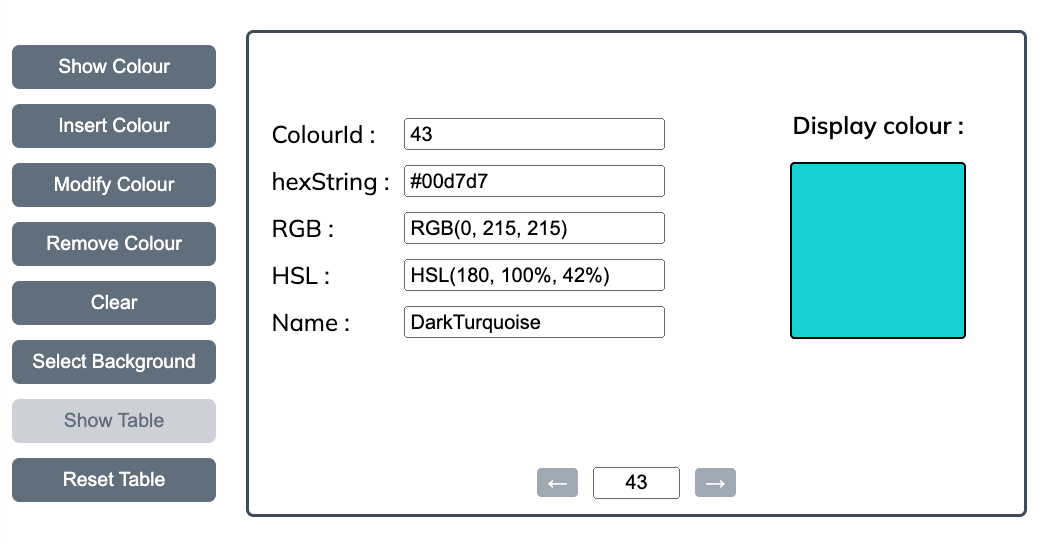 Show Colour
Insert Colour
Modify Colour
Remove Colour
Clear
Select Background
Show Table
Reset Table
ColourId : 43
hexString : #00d7d7
RGB : RGB(0, 215, 215)
HSL : HSL(180, 100%, 42%)
Name : DarkTurquoise
Display colour :
← 43 →